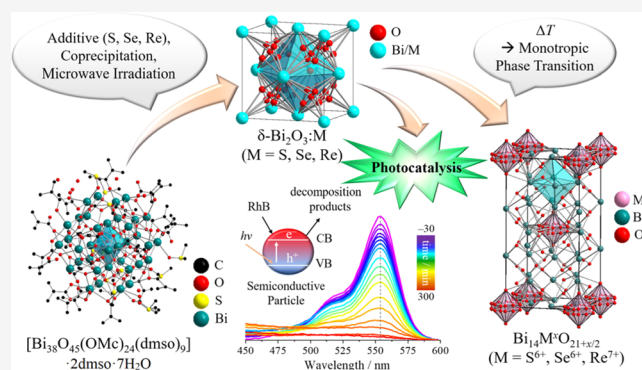 Additive (S, Se, Re),
Coprecipitation,
Microwave Irradiation
O
Bi/M
ΔT
→ Monotropic
Phase Transition
δ-Bi₂O₃:M
(M = S, Se, Re)
Photocatalysis
decomposition
products
RhB
hν
e⁻
CB
h⁺
VB
Semiconductive
Particle
−30
time / min
300
450 475 500 525 550 575 600
Wavelength / nm
C
O
S
Bi
[Bi₃₈O₄₅(OMc)₂₄(dmso)₉]
·2dmso·7H₂O
M
B
O
Bi₁₄MˣO₂₁₊ₓ/₂
(M = S⁶⁺, Se⁶⁺, Re⁷⁺)